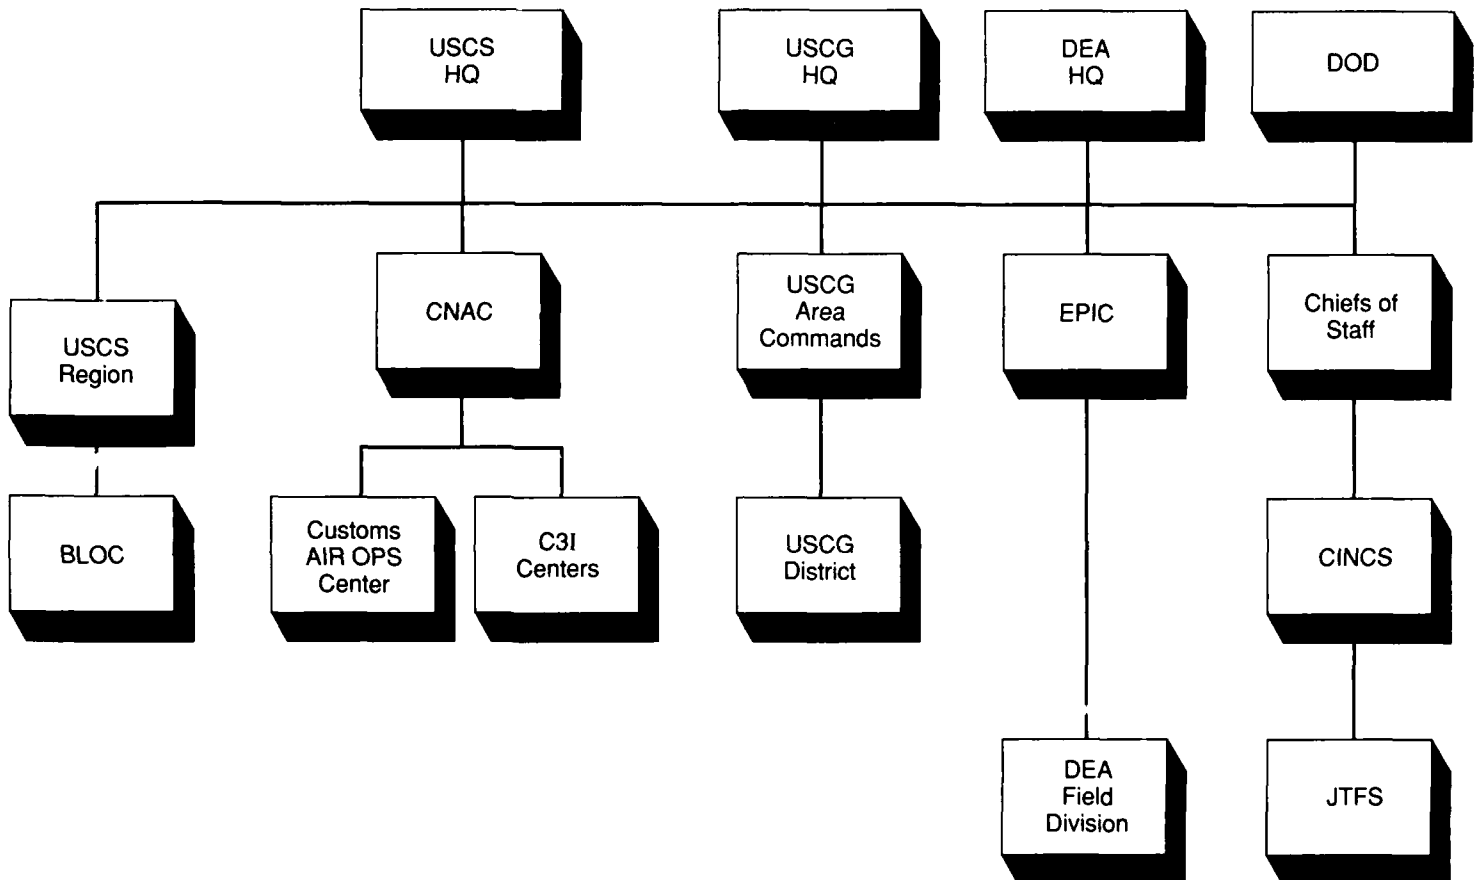 USCS
HQ
USCG
HQ
DEA
HQ
DOD
USCS
Region
CNAC
USCG
Area
Commands
EPIC
Chiefs of
Staff
BLOC
Customs
AIR OPS
Center
C3I
Centers
USCG
District
CINCS
DEA
Field
Division
JTFS